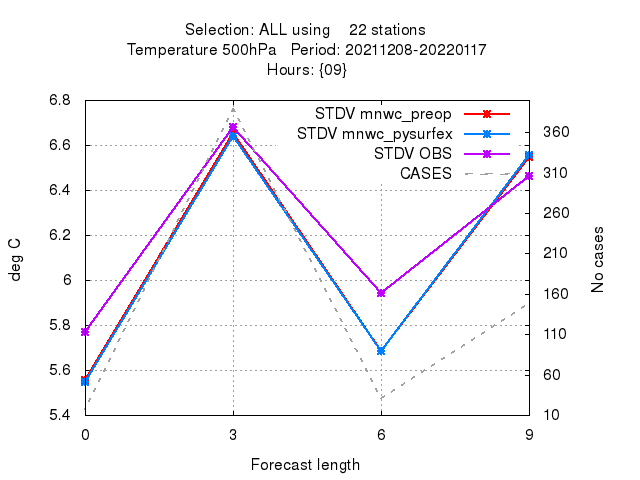 Selection: ALL using    22 stations
Temperature 500hPa   Period: 20211208-20220117
Hours: {09}
STDV mnwc_preop
STDV mnwc_pysurfex
STDV OBS
CASES
6.8
6.6
6.4
6.2
6
5.8
5.6
5.4
deg C
360
310
260
210
160
110
60
10
No cases
0 3 6 9
Forecast length